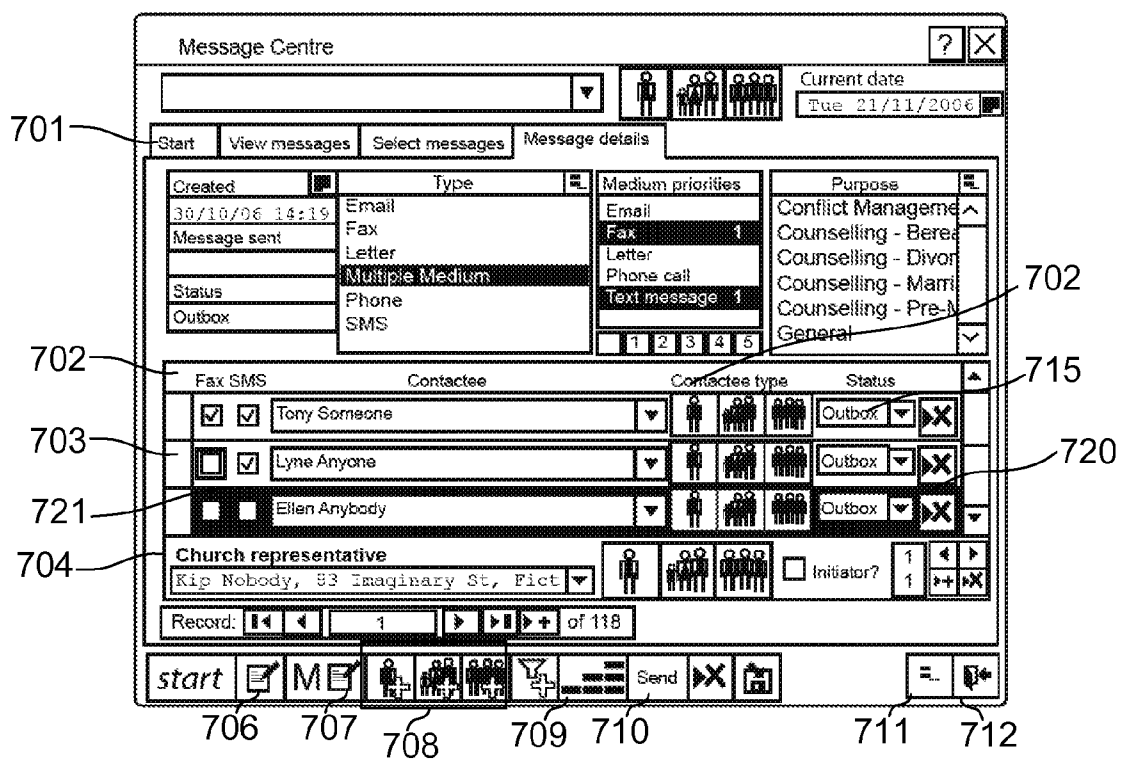 Message Centre
?
Current date
Tue 21/11/2006
701
Start
View messages
Select messages
Message details
Created
30/10/06 14:19
Message sent
Status
Outbox
Type
Email
Fax
Letter
Multiple Medium
Phone
SMS
Medium priorities
Email
Fax 1
Letter
Phone call
Text message 1
1 2 3 4 5
Purpose
Conflict Manageme
Counselling - Berea
Counselling - Divor
Counselling - Marri
Counselling - Pre-M
General
702
702
Fax SMS Contactee Contactee type Status
715
Tony Someone Outbox
703
Lyne Anyone Outbox
720
721
Ellen Anybody Outbox
704
Church representative
Kip Nobody, 93 Imaginary St, Fict
Initiator?
1
1
Record: 1 of 118
start M Send
706 707 708 709 710 711 712